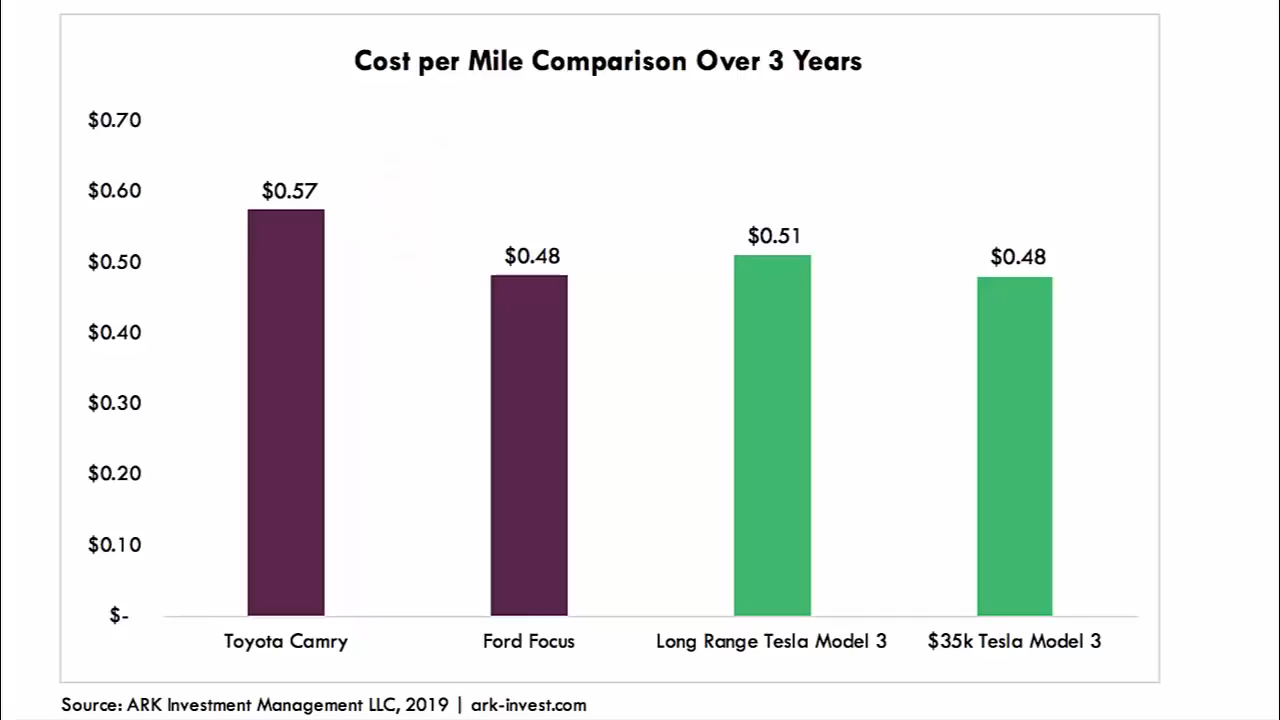 Cost per Mile Comparison Over 3 Years
$0.70
$0.60
$0.50
$0.40
$0.30
$0.20
$0.10
$-
$0.57
$0.48
$0.51
$0.48
Toyota Camry
Ford Focus
Long Range Tesla Model 3
$35k Tesla Model 3
Source: ARK Investment Management LLC, 2019 | ark-invest.com